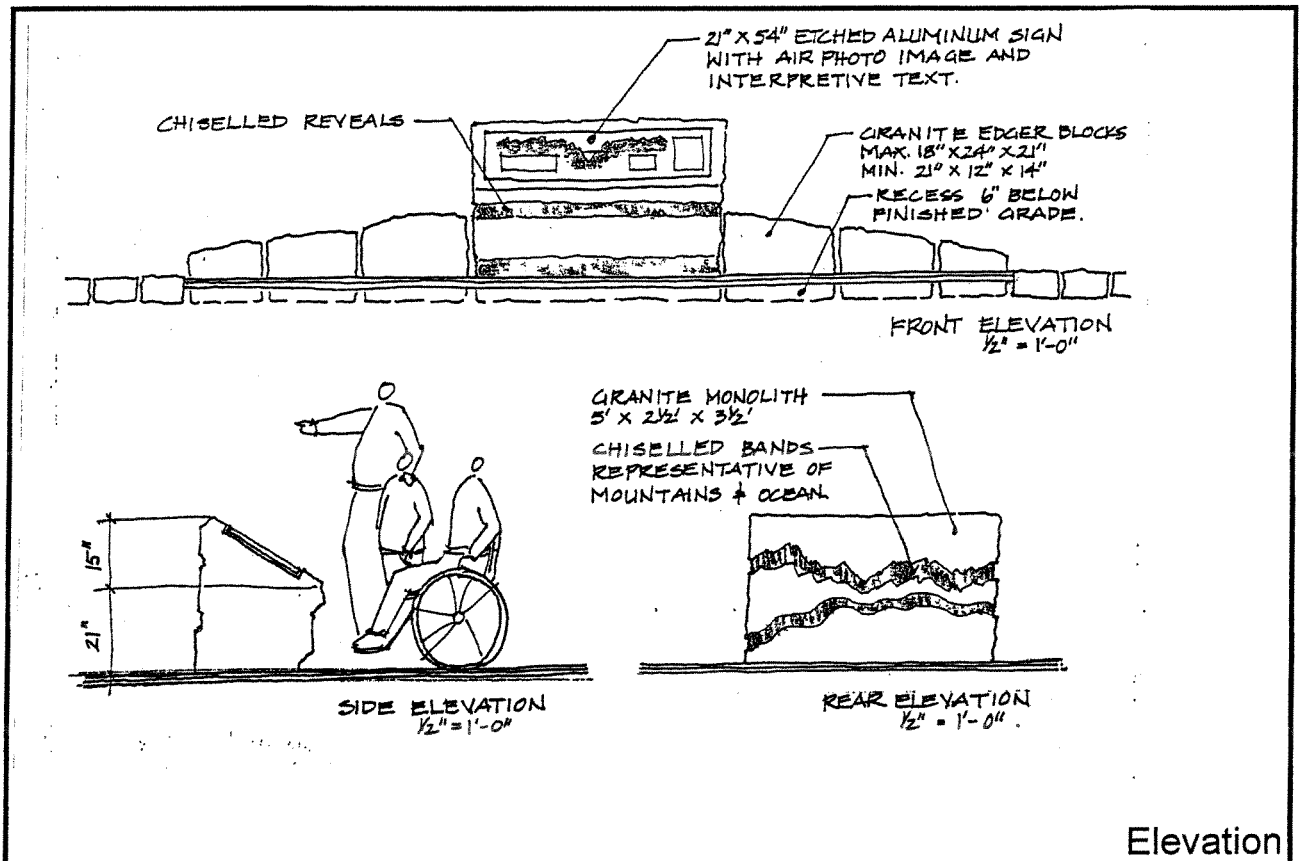 21" X 54" ETCHED ALUMINUM SIGN
WITH AIR PHOTO IMAGE AND
INTERPRETIVE TEXT.
CHISELLED REVEALS
GRANITE EDGER BLOCKS
MAX. 18" X 24" X 21"
MIN. 21" X 12" X 14"
RECESS 6" BELOW
FINISHED GRADE.
FRONT ELEVATION
1/2" = 1'-0"
GRANITE MONOLITH
5' X 2 1/2' X 3 1/2'
CHISELLED BANDS
REPRESENTATIVE OF
MOUNTAINS & OCEAN
15"
21"
SIDE ELEVATION
1/2" = 1'-0"
REAR ELEVATION
1/2" = 1'-0".
Elevation